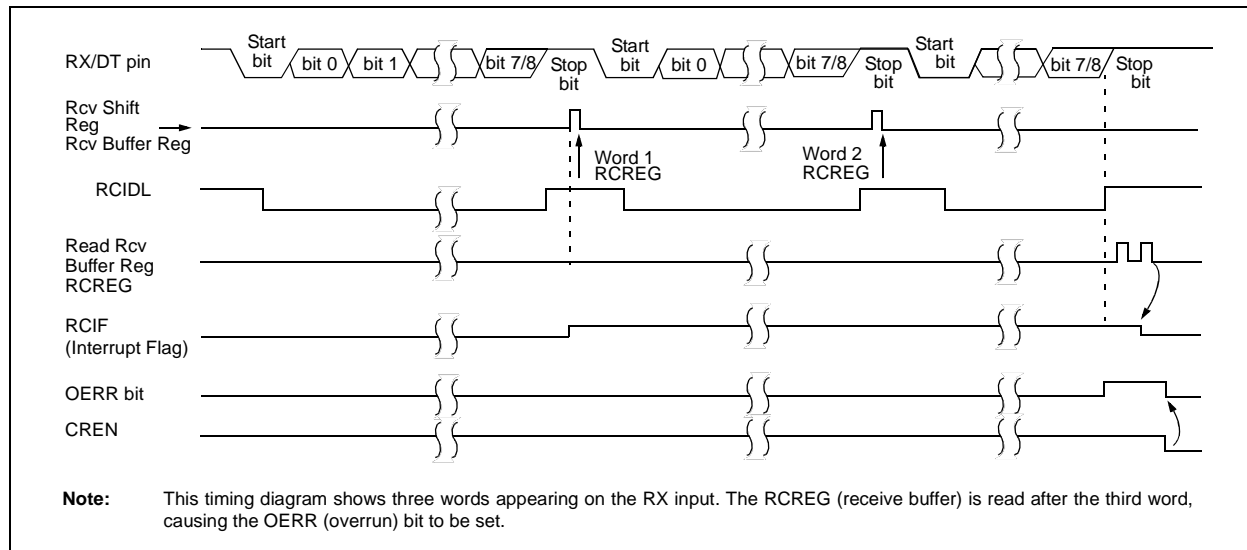 RX/DT pin
Start
bit
bit 0
bit 1
bit 7/8
Stop
bit
Start
bit
bit 0
bit 7/8
Stop
bit
Start
bit
bit 7/8
Stop
bit
Rcv Shift
Reg
Rcv Buffer Reg
Word 1
RCREG
Word 2
RCREG
RCIDL
Read Rcv
Buffer Reg
RCREG
RCIF
(Interrupt Flag)
OERR bit
CREN
Note: This timing diagram shows three words appearing on the RX input. The RCREG (receive buffer) is read after the third word,
causing the OERR (overrun) bit to be set.